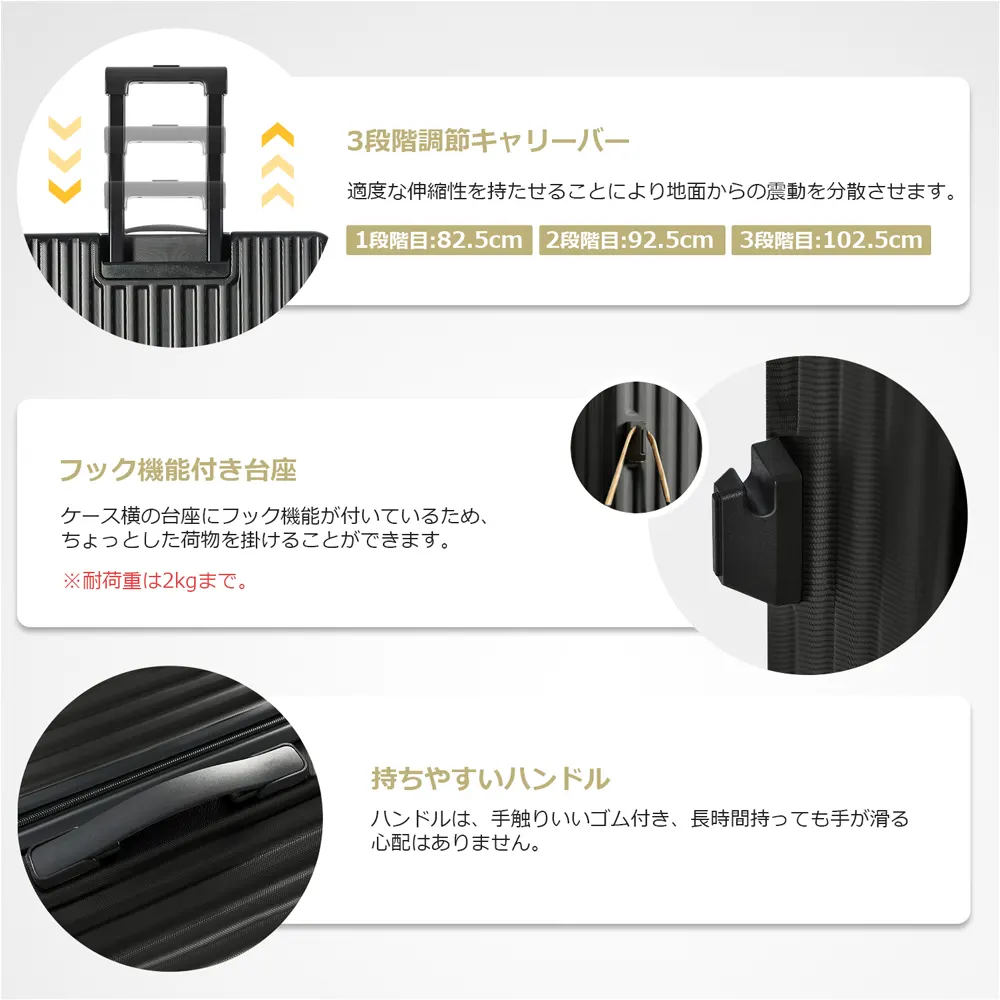 3段階調節キャリーバー
適度な伸縮性を持たせることにより地面からの震動を分散させます。
1段階目:82.5cm 2段階目:92.5cm 3段階目:102.5cm
フック機能付き台座
ケース横の台座にフック機能が付いているため、
ちょっとした荷物を掛けることができます。
※耐荷重は2kgまで。
持ちやすいハンドル
ハンドルは、手触りいいゴム付き、長時間持っても手が滑る
心配はありません。